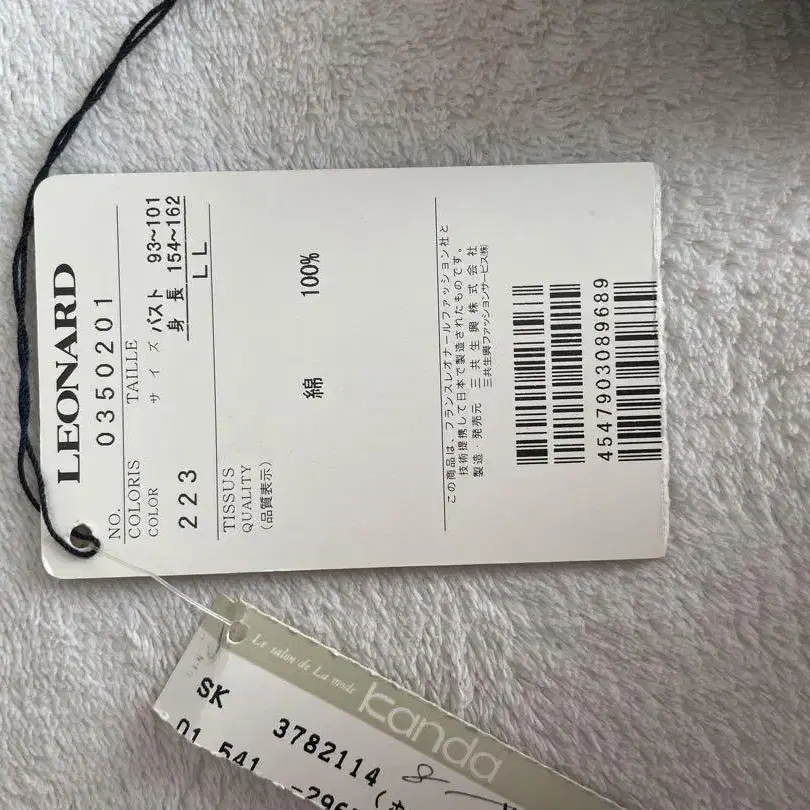 LEONARD
NO. 0350201
COLORIS TAILLE
COLOR サイズ バスト 93~101
身長 154~162
223 LL
TISSUS
QUALITY
(品質表示)
綿 100%
この商品は、フランスレオナールファッション社と
技術提携して日本で製造されたものです。
製造・発売元 三共生興株式会社
三共生興ファッションサービス(株)
4547903089689
Le salon de La mode
Kanda
SK 3782114
01 541